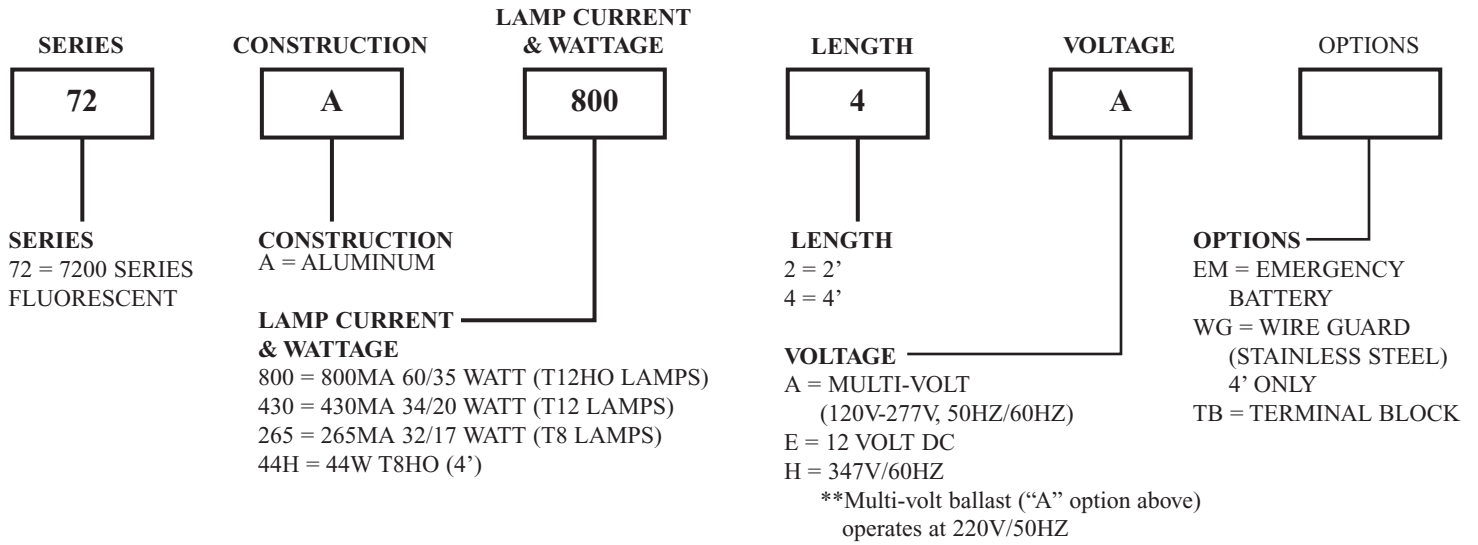 SERIES
CONSTRUCTION
LAMP CURRENT
& WATTAGE
LENGTH
VOLTAGE
OPTIONS
72
A
800
4
A
SERIES
72 = 7200 SERIES
FLUORESCENT
CONSTRUCTION
A = ALUMINUM
LAMP CURRENT
& WATTAGE
800 = 800MA 60/35 WATT (T12HO LAMPS)
430 = 430MA 34/20 WATT (T12 LAMPS)
265 = 265MA 32/17 WATT (T8 LAMPS)
44H = 44W T8HO (4’)
LENGTH
2 = 2’
4 = 4’
VOLTAGE
A = MULTI-VOLT
(120V-277V, 50HZ/60HZ)
E = 12 VOLT DC
H = 347V/60HZ
**Multi-volt ballast (“A” option above)
operates at 220V/50HZ
OPTIONS
EM = EMERGENCY
BATTERY
WG = WIRE GUARD
(STAINLESS STEEL)
4’ ONLY
TB = TERMINAL BLOCK